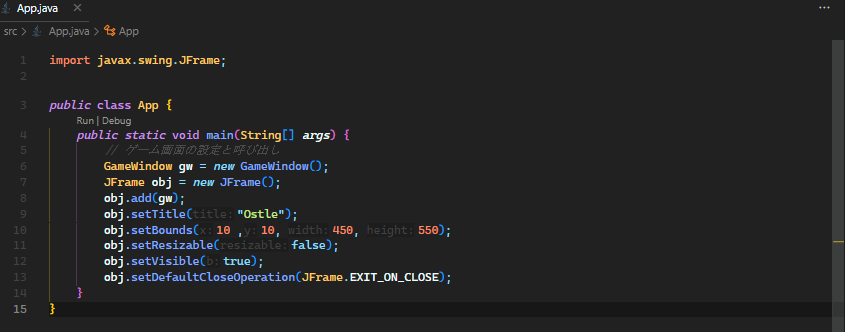 App.java ×
src > App.java > App
1 import javax.swing.JFrame;
2
3 public class App {
Run | Debug
4 public static void main(String[] args) {
5 // ゲーム画面の設定と呼び出し
6 GameWindow gw = new GameWindow();
7 JFrame obj = new JFrame();
8 obj.add(gw);
9 obj.setTitle(title:"Ostle");
10 obj.setBounds(x:10 ,y:10, width:450, height:550);
11 obj.setResizable(resizable:false);
12 obj.setVisible(b:true);
13 obj.setDefaultCloseOperation(JFrame.EXIT_ON_CLOSE);
14 }
15 }